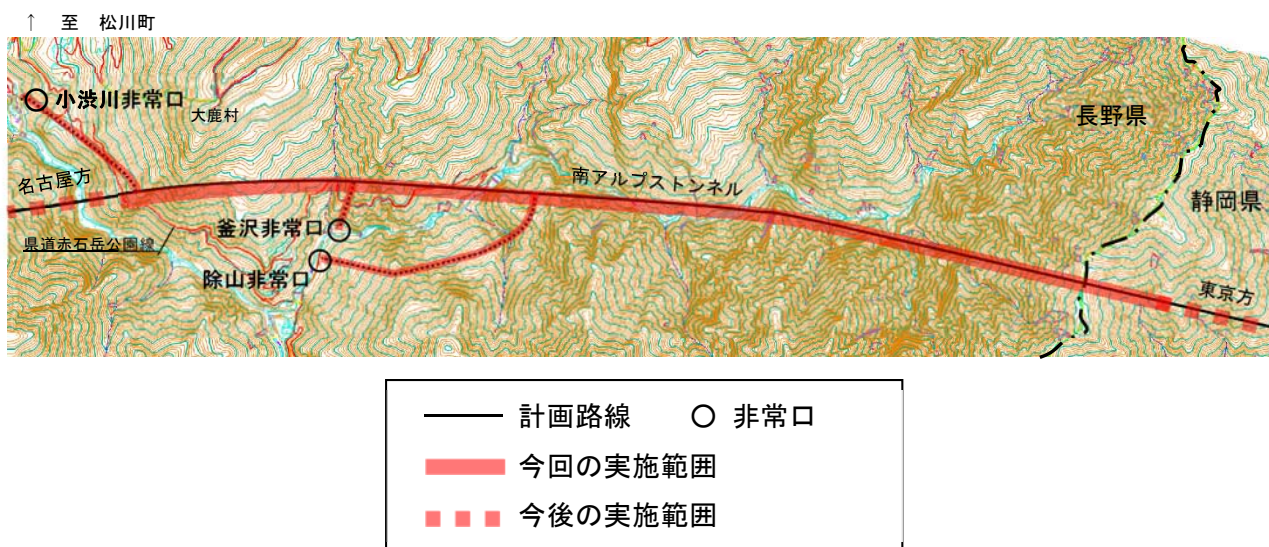 ↑ 至 松川町
小渋川非常口
大鹿村
長野県
名古屋方
南アルプストンネル
静岡県
釜沢非常口
県道赤石岳公園線
除山非常口
東京方
計画路線 ○ 非常口
今回の実施範囲
今後の実施範囲